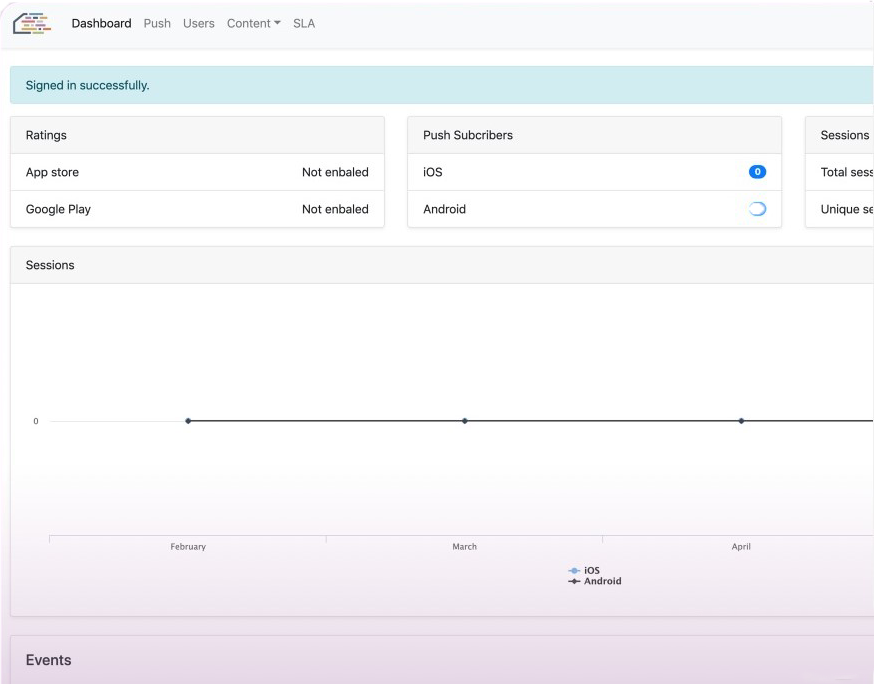 Dashboard Push Users Content SLA
Signed in successfully.
Ratings
App store Not enbaled
Google Play Not enbaled
Push Subcribers
iOS 0
Android
Sessions
Total sess
Unique se
Sessions
0
February March April
iOS
Android
Events